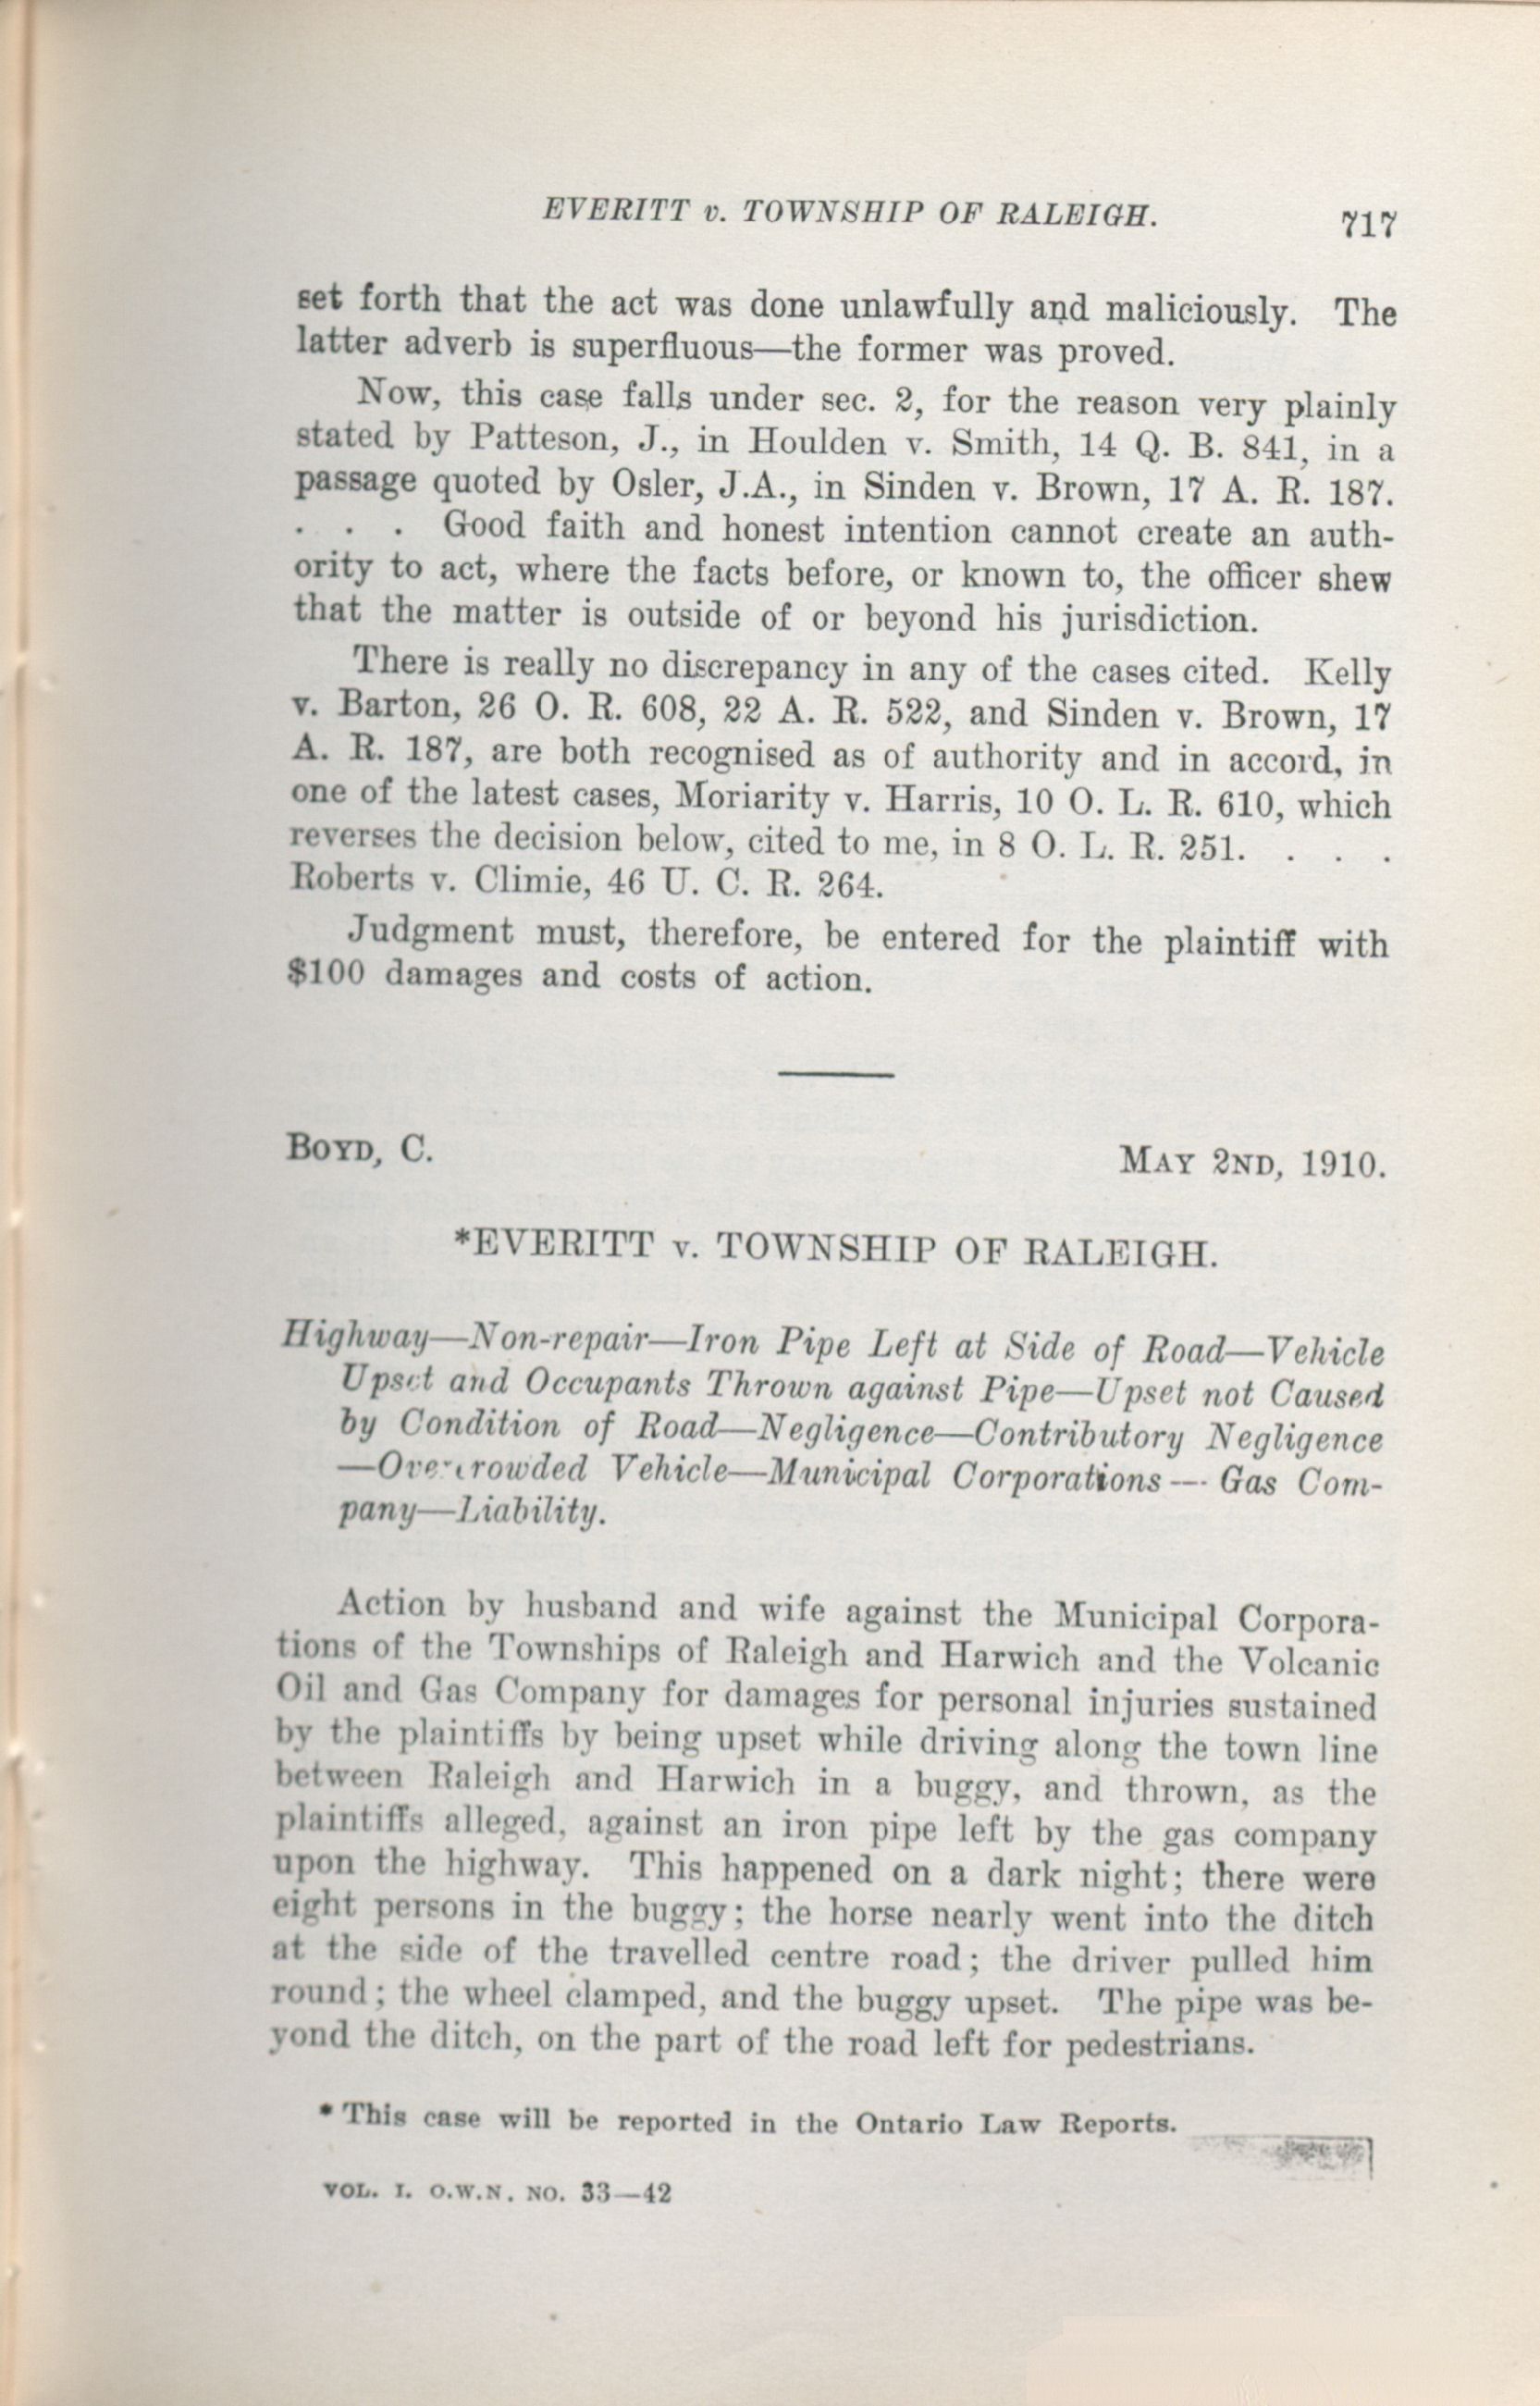 EVERITT v. TOWNSHIP OF RALEIGH. 717
set forth that the act was done unlawfully and maliciously. The
latter adverb is superfluous—the former was proved.
Now, this case falls under sec. 2, for the reason very plainly
stated by Patteson, J., in Houlden v. Smith, 14 Q. B. 841, in a
passage quoted by Osler, J.A., in Sinden v. Brown, 17 A. R. 187.
. . . Good faith and honest intention cannot create an auth-
ority to act, where the facts before, or known to, the officer shew
that the matter is outside of or beyond his jurisdiction.
There is really no discrepancy in any of the cases cited. Kelly
v. Barton, 26 O. R. 608, 22 A. R. 522, and Sinden v. Brown, 17
A. R. 187, are both recognised as of authority and in accord, in
one of the latest cases, Moriarity v. Harris, 10 O. L. R. 610, which
reverses the decision below, cited to me, in 8 O. L. R. 251. . . .
Roberts v. Climie, 46 U. C. R. 264.
Judgment must, therefore, be entered for the plaintiff with
$100 damages and costs of action.
BOYD, C. MAY 2ND, 1910.
*EVERITT v. TOWNSHIP OF RALEIGH.
Highway—Non-repair—Iron Pipe Left at Side of Road—Vehicle
Upset and Occupants Thrown against Pipe—Upset not Caused
by Condition of Road—Negligence—Contributory Negligence
—Overcrowded Vehicle—Municipal Corporations — Gas Com-
pany—Liability.
Action by husband and wife against the Municipal Corpora-
tions of the Townships of Raleigh and Harwich and the Volcanic
Oil and Gas Company for damages for personal injuries sustained
by the plaintiffs by being upset while driving along the town line
between Raleigh and Harwich in a buggy, and thrown, as the
plaintiffs alleged, against an iron pipe left by the gas company
upon the highway. This happened on a dark night; there were
eight persons in the buggy; the horse nearly went into the ditch
at the side of the travelled centre road; the driver pulled him
round; the wheel clamped, and the buggy upset. The pipe was be-
yond the ditch, on the part of the road left for pedestrians.
* This case will be reported in the Ontario Law Reports.
VOL. I. O.W.N. NO. 33—42